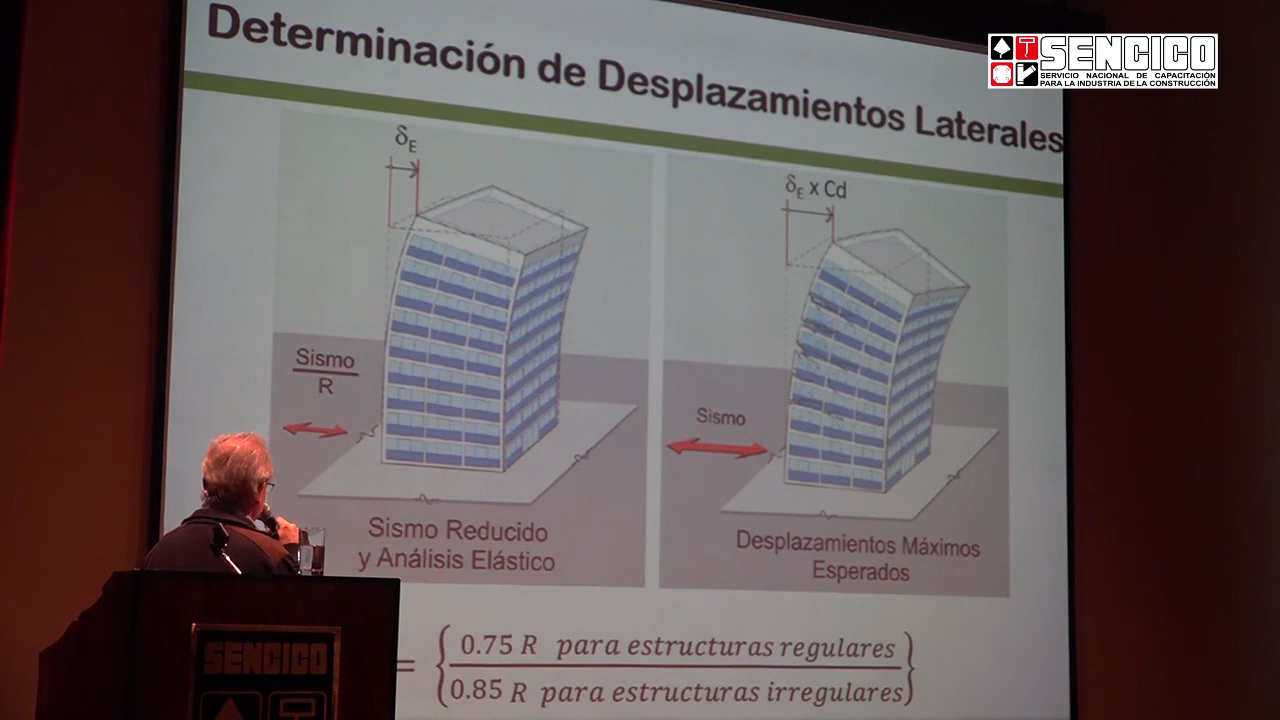 Determinación de Desplazamientos Laterales
SENCICO
SERVICIO NACIONAL DE CAPACITACIÓN
PARA LA INDUSTRIA DE LA CONSTRUCCIÓN
δE
δE x Cd
Sismo
R
Sismo
Sismo Reducido
y Análisis Elástico
Desplazamientos Máximos
Esperados
= 0.75 R para estructuras regulares
0.85 R para estructuras irregulares
SENCICO